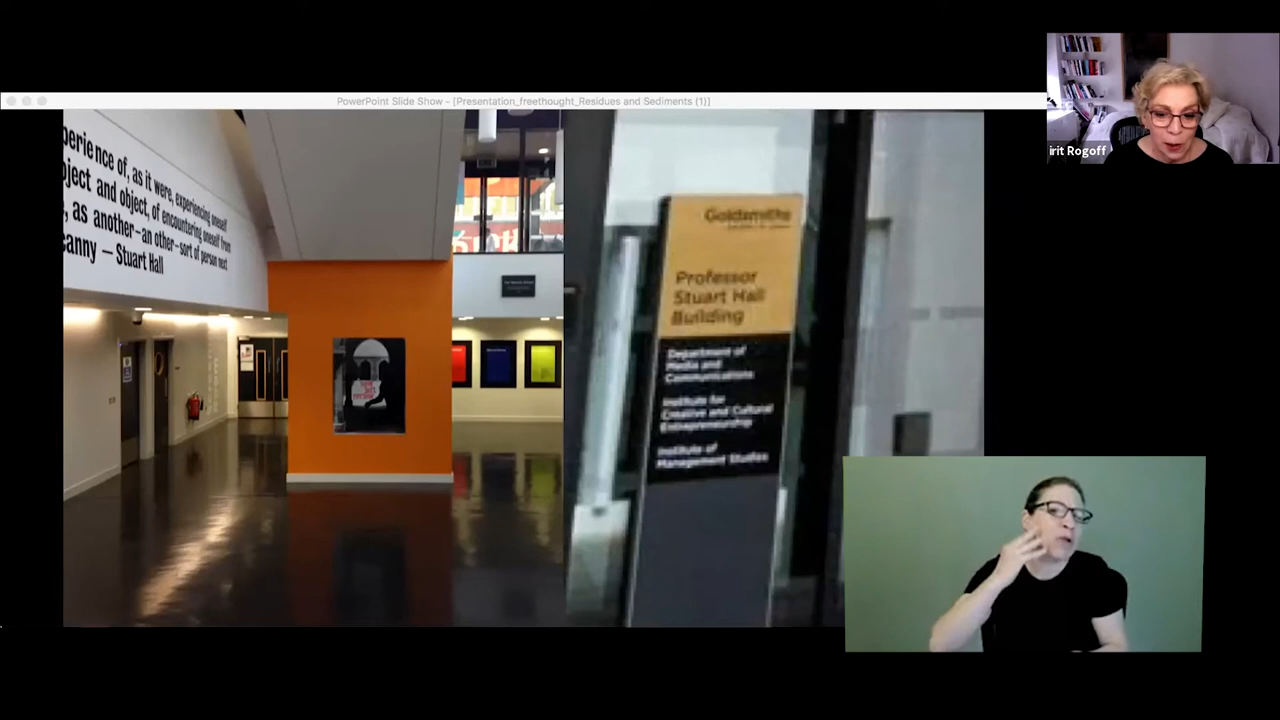 PowerPoint Slide Show - [Presentation_freethought_Residues and Sediments (1)]
perience of, as it were, experiencing oneself
bject and object, of encountering oneself from
, as another–an other–sort of person next
canny – Stuart Hall
Goldsmiths
Professor
Stuart Hall
Building
Department of
Media and
Communications
Institute for
Creative and Cultural
Entrepreneurship
Institute of
Management Studies
irit Rogoff